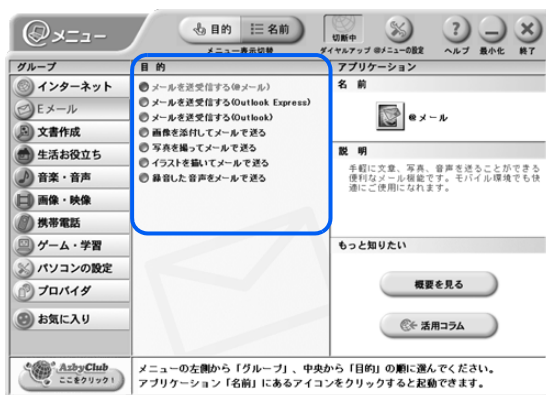 @メニュー
目的
名前
メニュー表示切替
切断中
ダイヤルアップ
@メニューの設定
ヘルプ
最小化
終了
グループ
インターネット
Eメール
文書作成
生活お役立ち
音楽・音声
画像・映像
携帯電話
ゲーム・学習
パソコンの設定
プロバイダ
お気に入り
目 的
メールを送受信する(@メール)
メールを送受信する(Outlook Express)
メールを送受信する(Outlook)
画像を添付してメールで送る
写真を撮ってメールで送る
イラストを描いてメールで送る
録音した音声をメールで送る
アプリケーション
名 前
@メール
説 明
手軽に文章、写真、音声を送ることができる
便利なメール機能です。モバイル環境でも快
適にご使用になれます。
もっと知りたい
概要を見る
活用コラム
AzbyClub
ここをクリック!
メニューの左側から「グループ」、中央から「目的」の順に選んでください。
アプリケーション「名前」にあるアイコンをクリックすると起動できます。